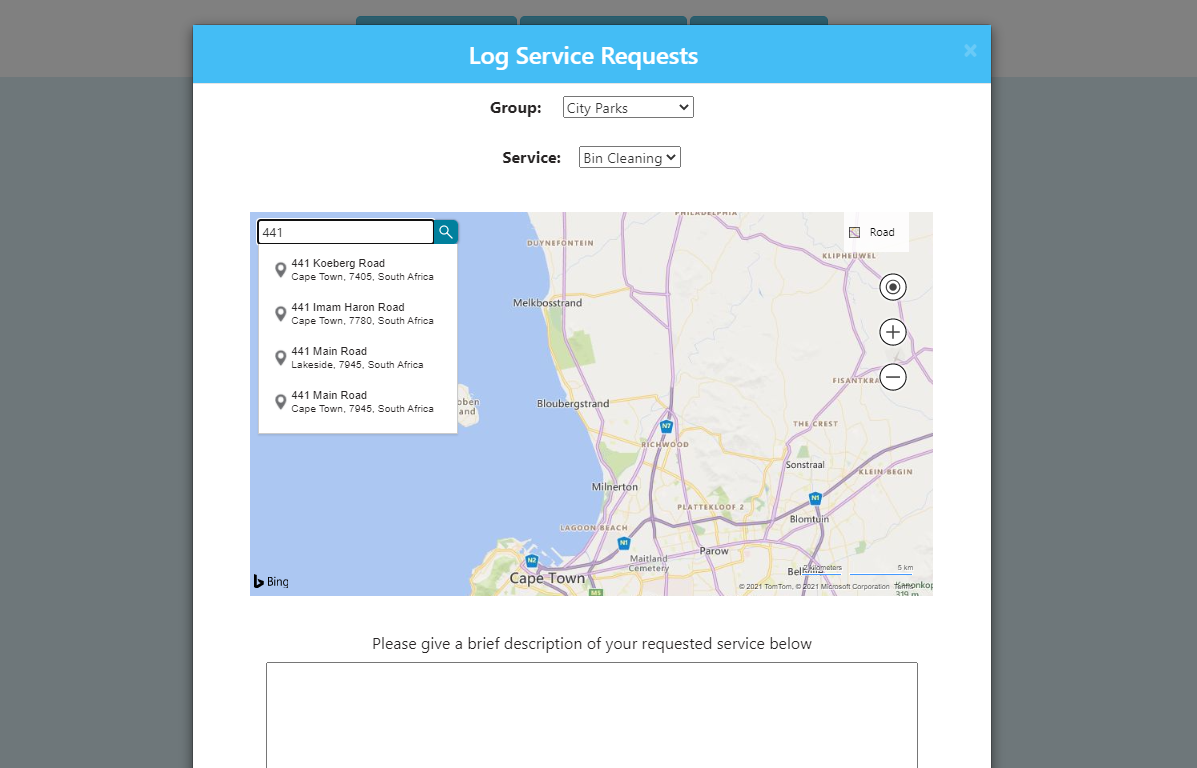 Log Service Requests
×
Group:
City Parks
Service:
Bin Cleaning
441
441 Koeberg Road
Cape Town, 7405, South Africa
441 Imam Haron Road
Cape Town, 7780, South Africa
441 Main Road
Lakeside, 7945, South Africa
441 Main Road
Cape Town, 7945, South Africa
PHILADELPHIA
Road
DUYNEFONTEIN
KLIPHEUWEL
Melkbosstrand
FISANTKRA
Bloubergstrand
THE CREST
N7
RICHWOOD
Sonstraal
KLEIN BEGIN
Milnerton
N1
PLATTEKLOOF 2
Blomtuin
LAGOON BEACH
N1
Parow
Maitland
Cemetery
N2
Cape Town
5 km
Bing
© 2021 TomTom, © 2021 Microsoft Corporation Terms
M5
319 m
Please give a brief description of your requested service below